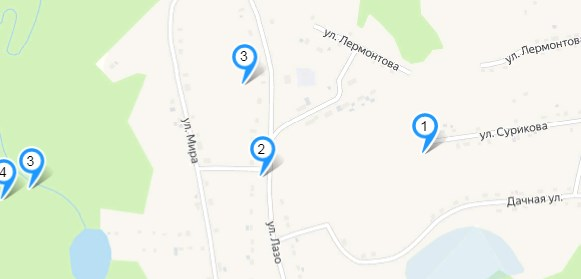 ул. Лермонтова
ул. Лермонтова
3
1
ул. Сурикова
ул. Мира
2
3
4
Дачная ул.
ул. Лазо